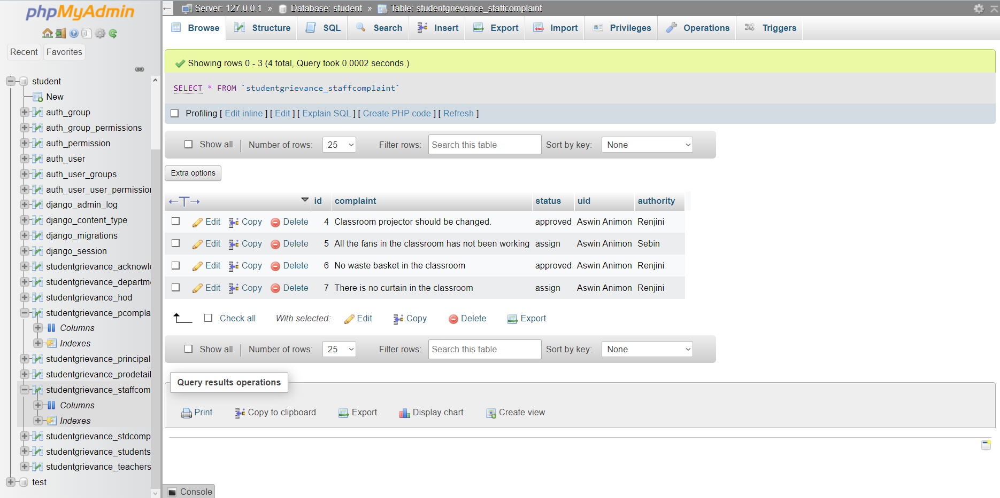 phpMyAdmin
Recent Favorites
student
New
auth_group
auth_group_permissions
auth_permission
auth_user
auth_user_groups
auth_user_user_permission
django_admin_log
django_content_type
django_migrations
django_session
studentgrievance_acknowle
studentgrievance_departme
studentgrievance_hod
studentgrievance_pcompla
Columns
Indexes
studentgrievance_principal
studentgrievance_prodetail
studentgrievance_staffcom
Columns
Indexes
studentgrievance_stdcomp
studentgrievance_students
studentgrievance_teachers
test
Server: 127.0.0.1 » Database: student » Table: studentgrievance_staffcomplaint
Browse Structure SQL Search Insert Export Import Privileges Operations Triggers
Showing rows 0 - 3 (4 total, Query took 0.0002 seconds.)
SELECT * FROM `studentgrievance_staffcomplaint`
Profiling [ Edit inline ] [ Edit ] [ Explain SQL ] [ Create PHP code ] [ Refresh ]
Show all Number of rows: 25 Filter rows: Search this table Sort by key: None
Extra options
id complaint status uid authority
Edit Copy Delete 4 Classroom projector should be changed. approved Aswin Animon Renjini
Edit Copy Delete 5 All the fans in the classroom has not been working assign Aswin Animon Sebin
Edit Copy Delete 6 No waste basket in the classroom approved Aswin Animon Renjini
Edit Copy Delete 7 There is no curtain in the classroom assign Aswin Animon Renjini
Check all With selected: Edit Copy Delete Export
Show all Number of rows: 25 Filter rows: Search this table Sort by key: None
Query results operations
Print Copy to clipboard Export Display chart Create view
Console